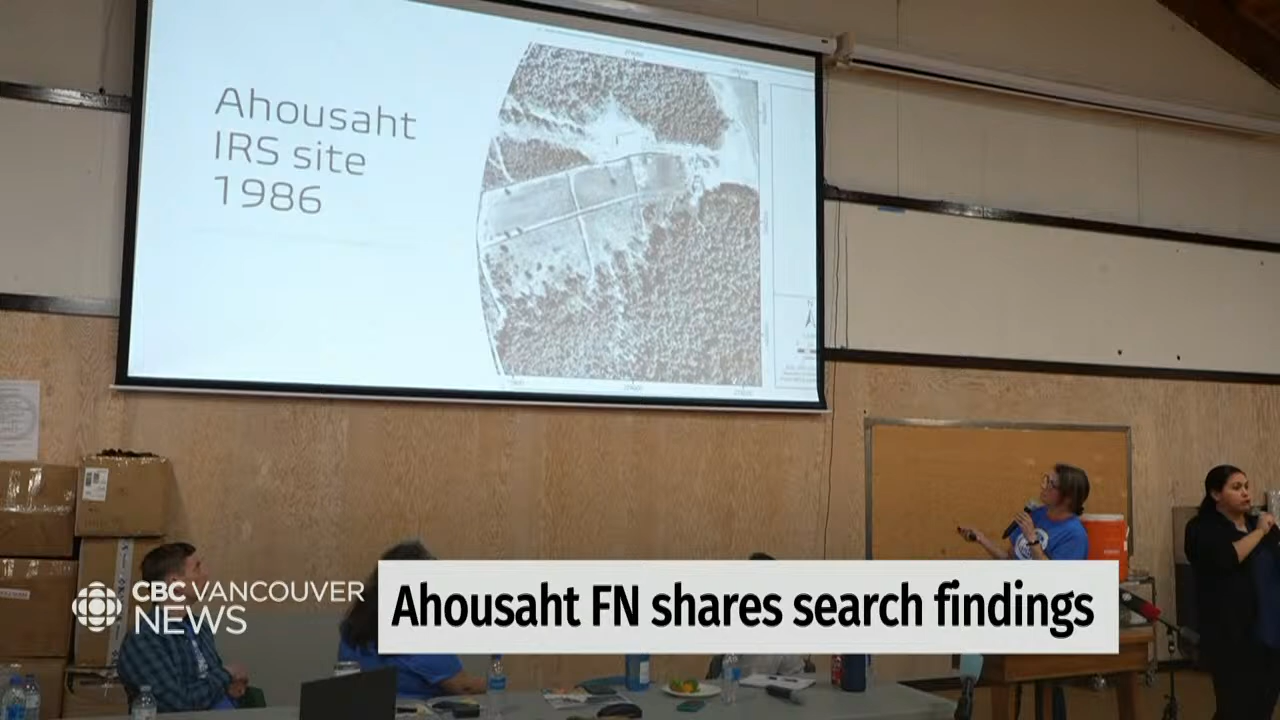 Ahousaht
IRS site
1986
N
CBC VANCOUVER
NEWS
Ahousaht FN shares search findings